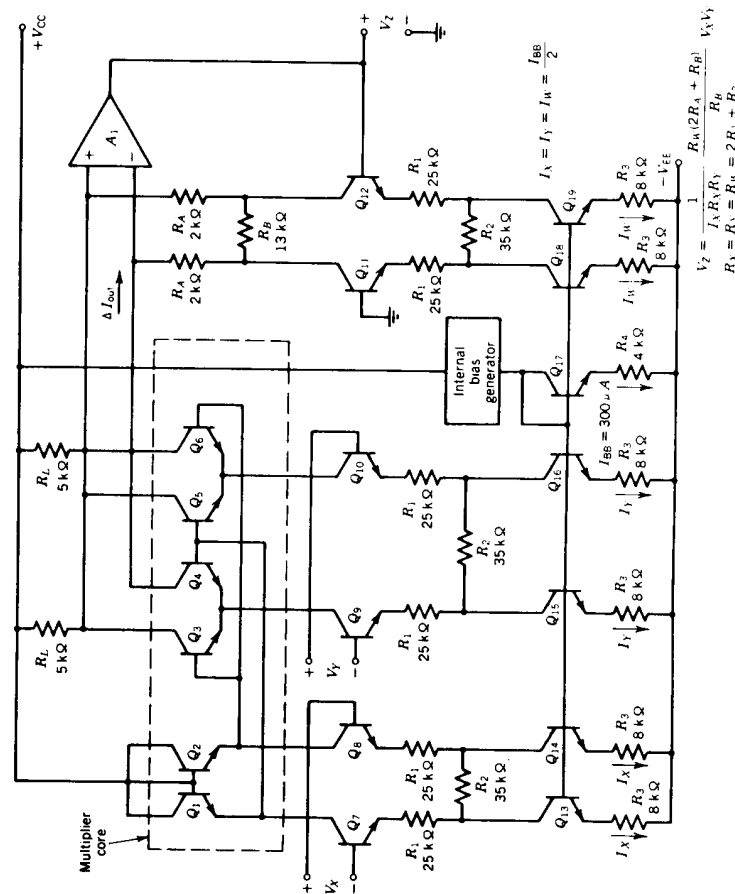 +VCC
RL
5 kΩ
RL
5 kΩ
A1
+
−
ΔIout
RA
2 kΩ
RA
2 kΩ
RB
13 kΩ
+
VZ
−
Multiplier
core
Q1
Q2
Q3
Q4
Q5
Q6
+
VX
−
Q7
Q8
+
VY
−
Q9
Q10
Q11
Q12
R1
25 kΩ
R1
25 kΩ
R1
25 kΩ
R1
25 kΩ
R1
25 kΩ
R1
25 kΩ
R2
35 kΩ
R2
35 kΩ
R2
35 kΩ
Internal
bias
generator
Q13
Q14
Q15
Q16
Q17
Q18
Q19
IX = IY = IW = IBB/2
IX
R3
8 kΩ
IX
R3
8 kΩ
IY
R3
8 kΩ
IY
R3
8 kΩ
IBB = 300 μA
R4
4 kΩ
IW
R3
8 kΩ
IW
R3
8 kΩ
−VEE
VZ = 1/(IX RX RY) RW(2RA + RB)/RB VX VY
RX = RY = RW = 2R1 + R2